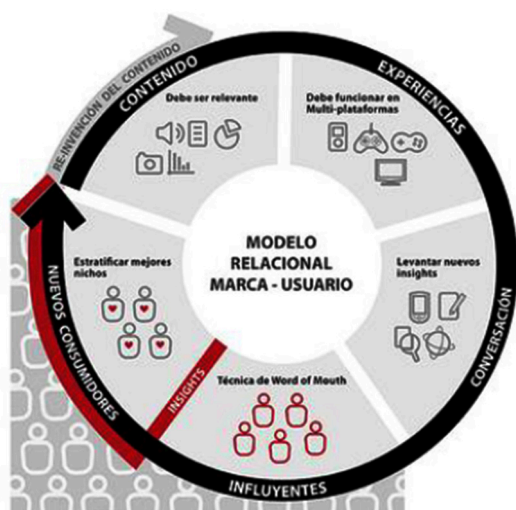 RE-INVENCIÓN DEL CONTENIDO
CONTENIDO
Debe ser relevante
EXPERIENCIAS
Debe funcionar en
Multi-plataformas
MODELO
RELACIONAL
MARCA - USUARIO
Levantar nuevos
insights
CONVERSACIÓN
Técnica de Word of Mouth
INFLUYENTES
INSIGHTS
Estratificar mejores
nichos
NUEVOS CONSUMIDORES